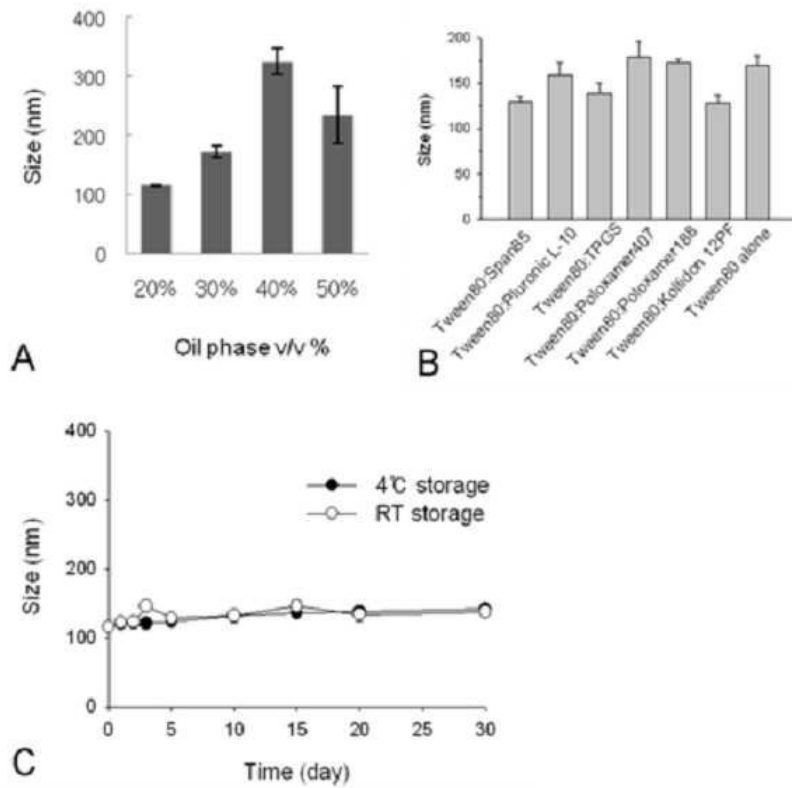 400
300
200
100
0
Size (nm)
20% 30% 40% 50%
Oil phase v/v %
A
200
150
100
50
0
Size (nm)
Tween80:Span85
Tween80:Pluronic L-10
Tween80:TPGS
Tween80:Poloxamer407
Tween80:Poloxamer188
Tween80:Kollidon 12PF
Tween80 alone
B
400
300
200
100
0
Size (nm)
4℃ storage
RT storage
0 5 10 15 20 25 30
Time (day)
C